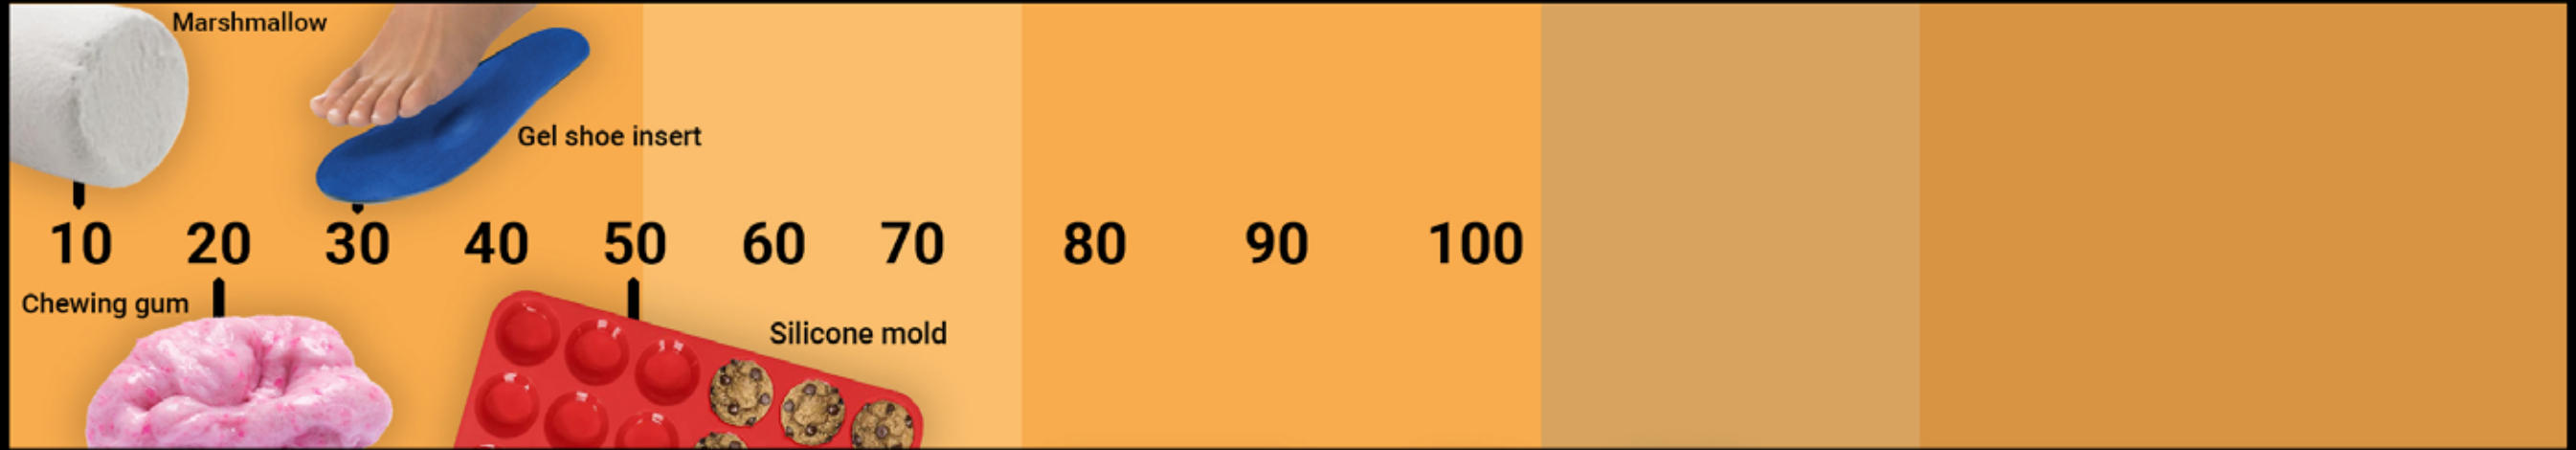 Marshmallow
Gel shoe insert
10 20 30 40 50 60 70 80 90 100
Chewing gum
Silicone mold